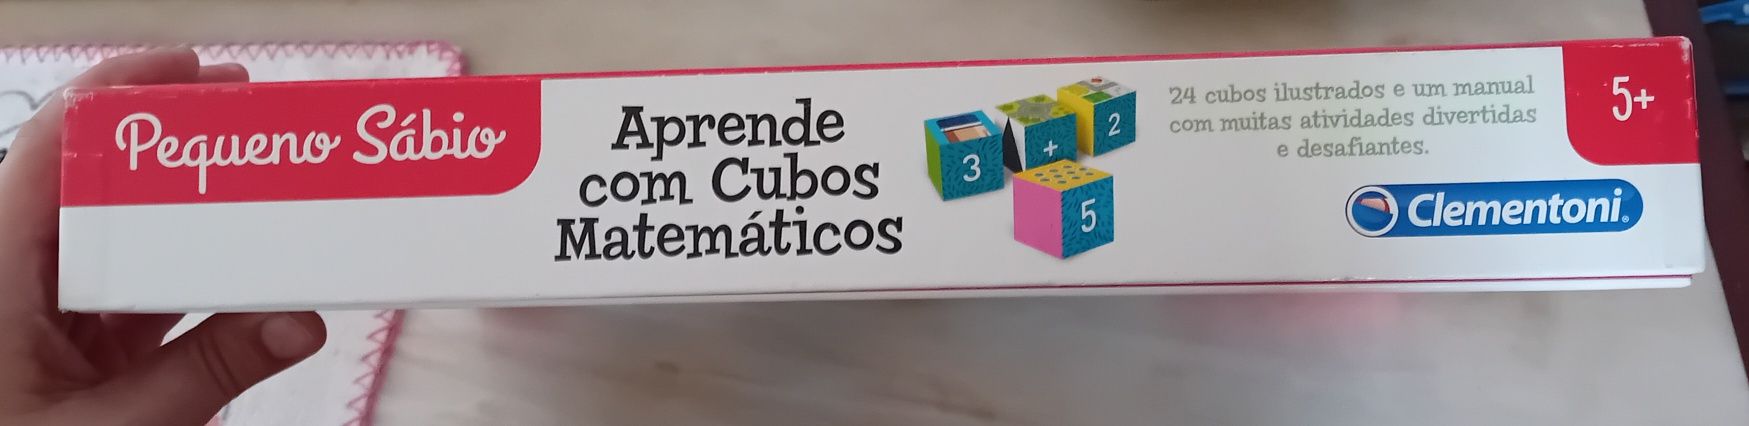 Pequeno Sábio
Aprende
com Cubos
Matemáticos
3
+
2
5
24 cubos ilustrados e um manual
com muitas atividades divertidas
e desafiantes.
5+
Clementoni®